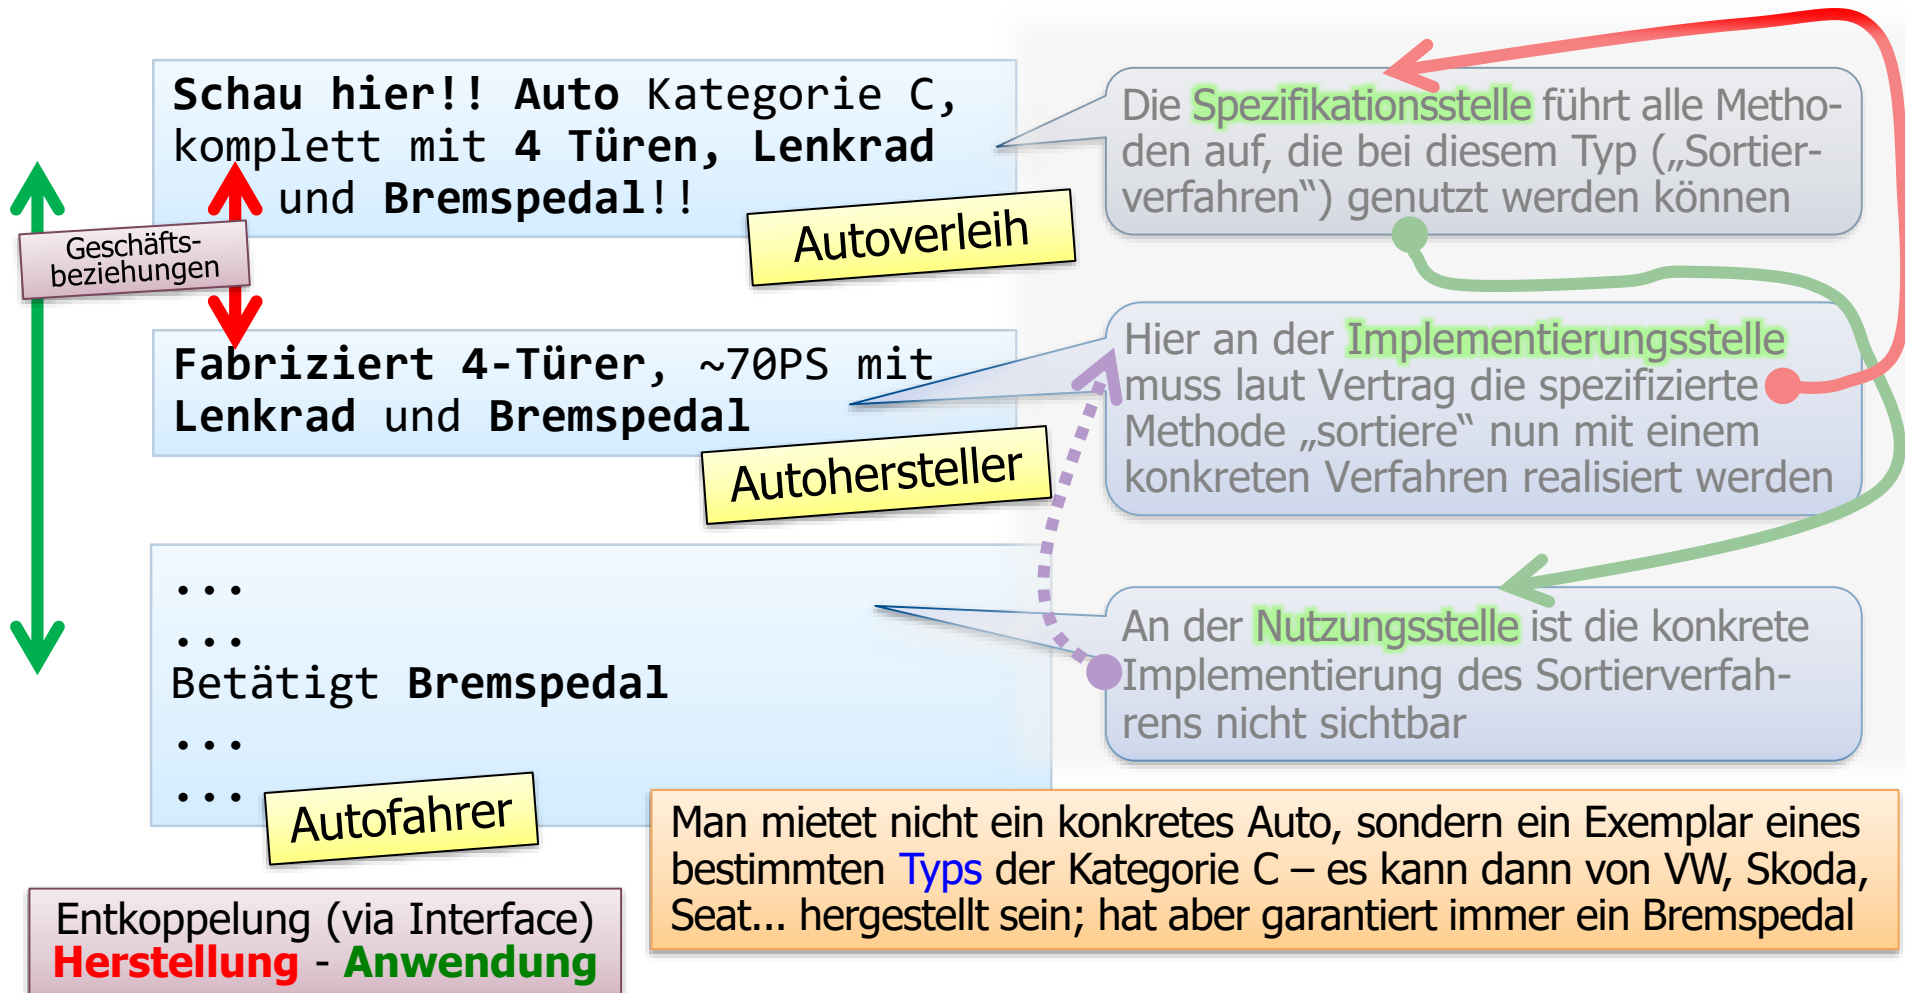 Schau hier!! Auto Kategorie C,
komplett mit 4 Türen, Lenkrad
und Bremspedal!!
Autoverleih
Geschäfts-
beziehungen
Die Spezifikationsstelle führt alle Metho-
den auf, die bei diesem Typ („Sortier-
verfahren“) genutzt werden können
Fabriziert 4-Türer, ~70PS mit
Lenkrad und Bremspedal
Autohersteller
Hier an der Implementierungsstelle
muss laut Vertrag die spezifizierte
Methode „sortiere“ nun mit einem
konkreten Verfahren realisiert werden
...
...
Betätigt Bremspedal
...
...
Autofahrer
An der Nutzungsstelle ist die konkrete
Implementierung des Sortierverfah-
rens nicht sichtbar
Man mietet nicht ein konkretes Auto, sondern ein Exemplar eines
bestimmten Typs der Kategorie C – es kann dann von VW, Skoda,
Seat... hergestellt sein; hat aber garantiert immer ein Bremspedal
Entkoppelung (via Interface)
Herstellung - Anwendung